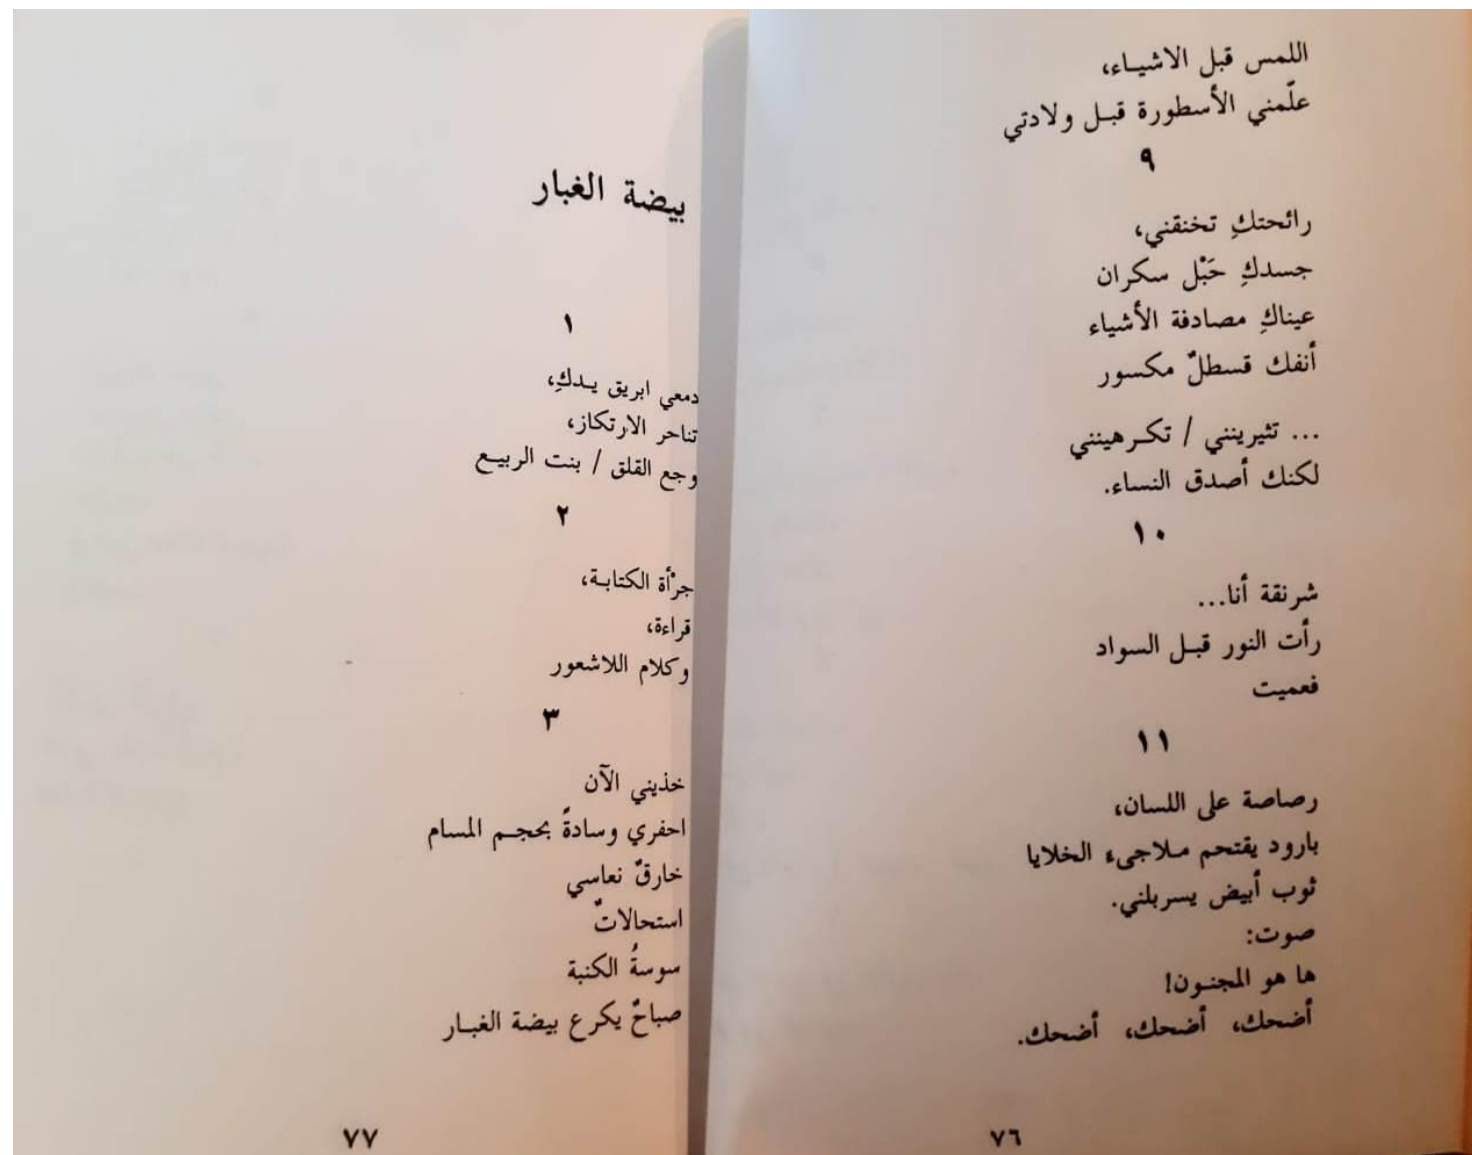 اللمس قبل الاشياء،
علّمني الأسطورة قبل ولادتي
٩
رائحتكِ تخنقني،
جسدكِ حَبْل سكران
عيناكِ مصادفة الأشياء
أنفك قسطلٌ مكسور
... تثيرينني / تكرهينني
لكنك أصدق النساء.
١٠
شرنقة أنا...
رأت النور قبل السواد
فعميت
١١
رصاصة على اللسان،
بارود يقتحم ملاجىء الخلايا
ثوب أبيض يسربلني.
صوت:
ها هو المجنون!
أضحك، أضحك، أضحك.
٧٦
بيضة الغبار
١
دمعي ابريق يدكِ،
تناحر الارتكاز،
وجع القلق / بنت الربيع
٢
جرْأة الكتابة،
قراءة،
وكلام اللاشعور
٣
خذيني الآن
احفري وسادةً بحجم المسام
خارقٌ نعاسي
استحالاتٌ
سوسةُ الكنبة
صباحٌ يكرع بيضة الغبار
٧٧